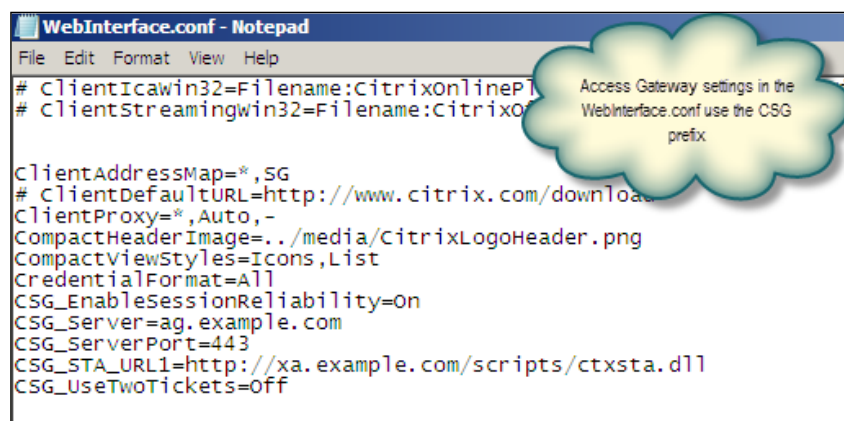 WebInterface.conf - Notepad
File Edit Format View Help
# ClientIcaWin32=Filename:CitrixOnlinePl
# ClientStreamingWin32=Filename:CitrixOf
Access Gateway settings in the
WebInterface.conf use the CSG
prefix
ClientAddressMap=*,SG
# ClientDefaultURL=http://www.citrix.com/download
ClientProxy=*,Auto,-
CompactHeaderImage=../media/CitrixLogoHeader.png
CompactViewStyles=Icons,List
CredentialFormat=All
CSG_EnableSessionReliability=On
CSG_Server=ag.example.com
CSG_ServerPort=443
CSG_STA_URL1=http://xa.example.com/scripts/ctxsta.dll
CSG_UseTwoTickets=Off